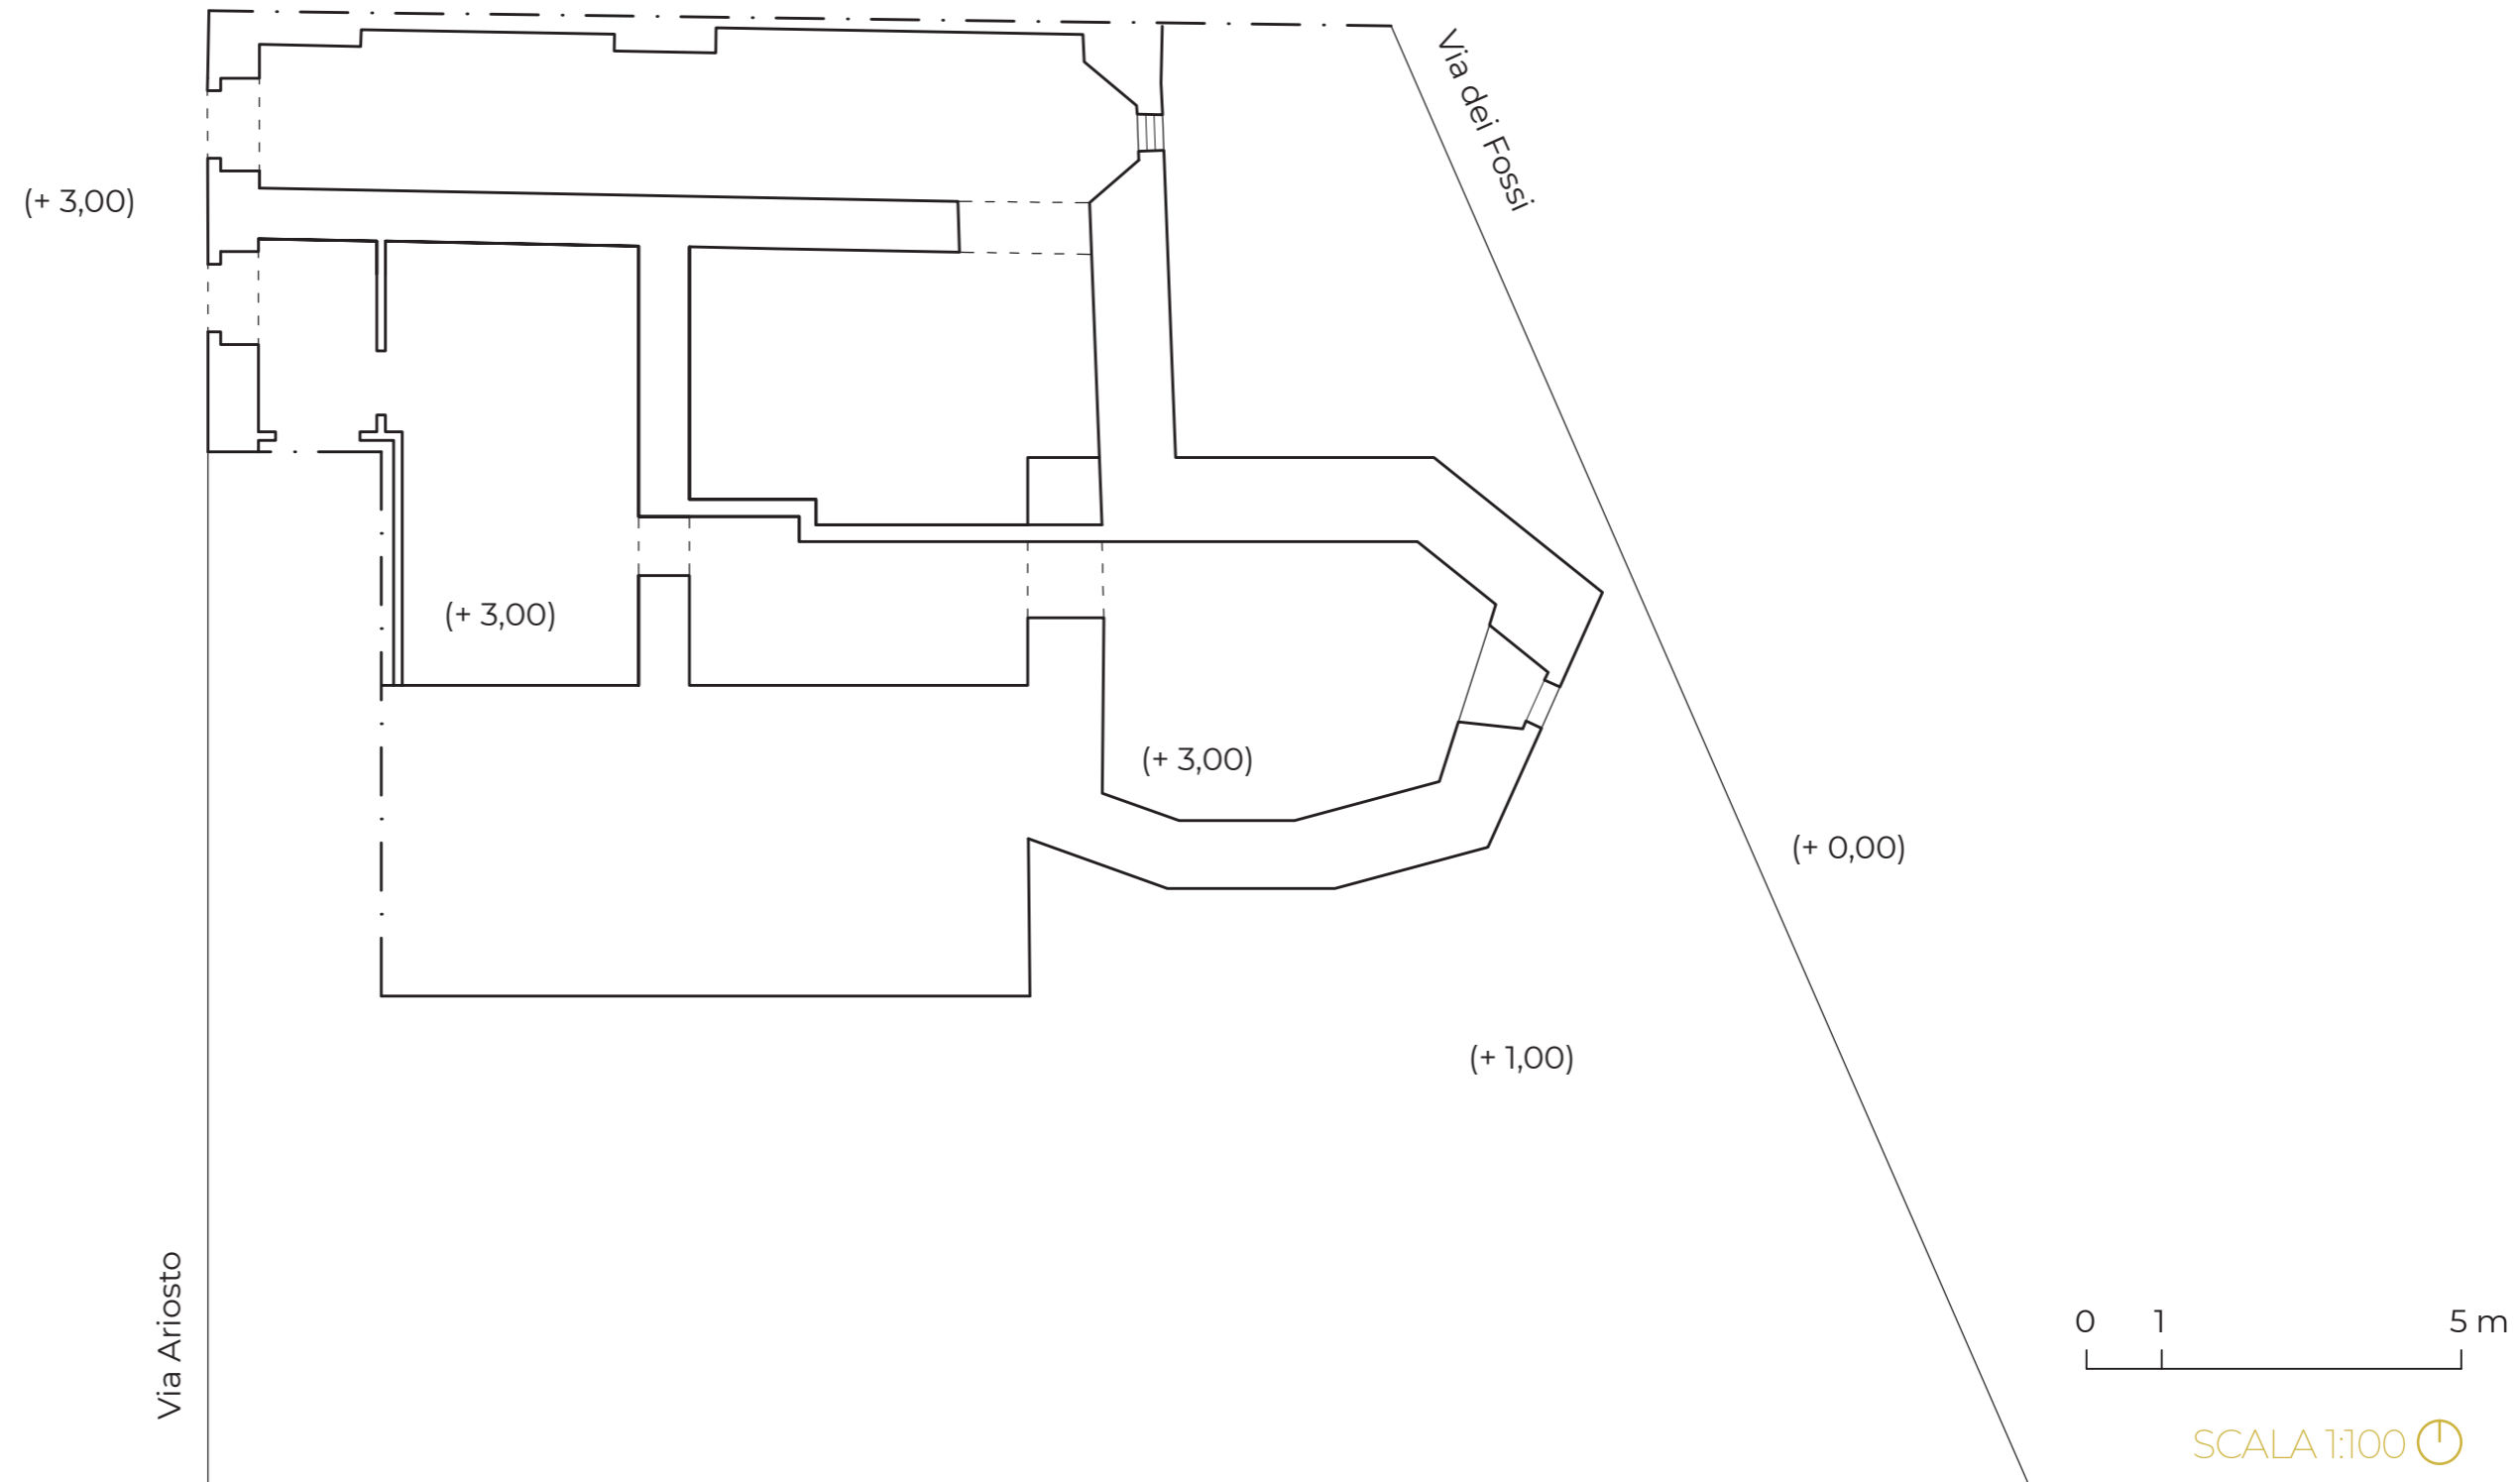 Via dei Fossi
(+ 3,00)
(+ 3,00)
(+ 3,00)
(+ 0,00)
(+ 1,00)
Via Ariosto
0 1 5 m
SCALA 1:100